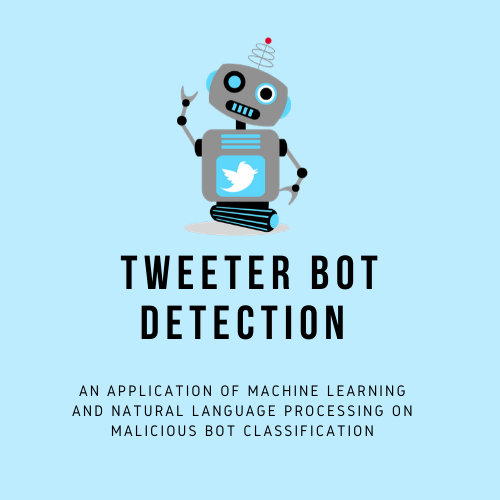 TWEETER BOT
DETECTION
AN APPLICATION OF MACHINE LEARNING
AND NATURAL LANGUAGE PROCESSING ON
MALICIOUS BOT CLASSIFICATION